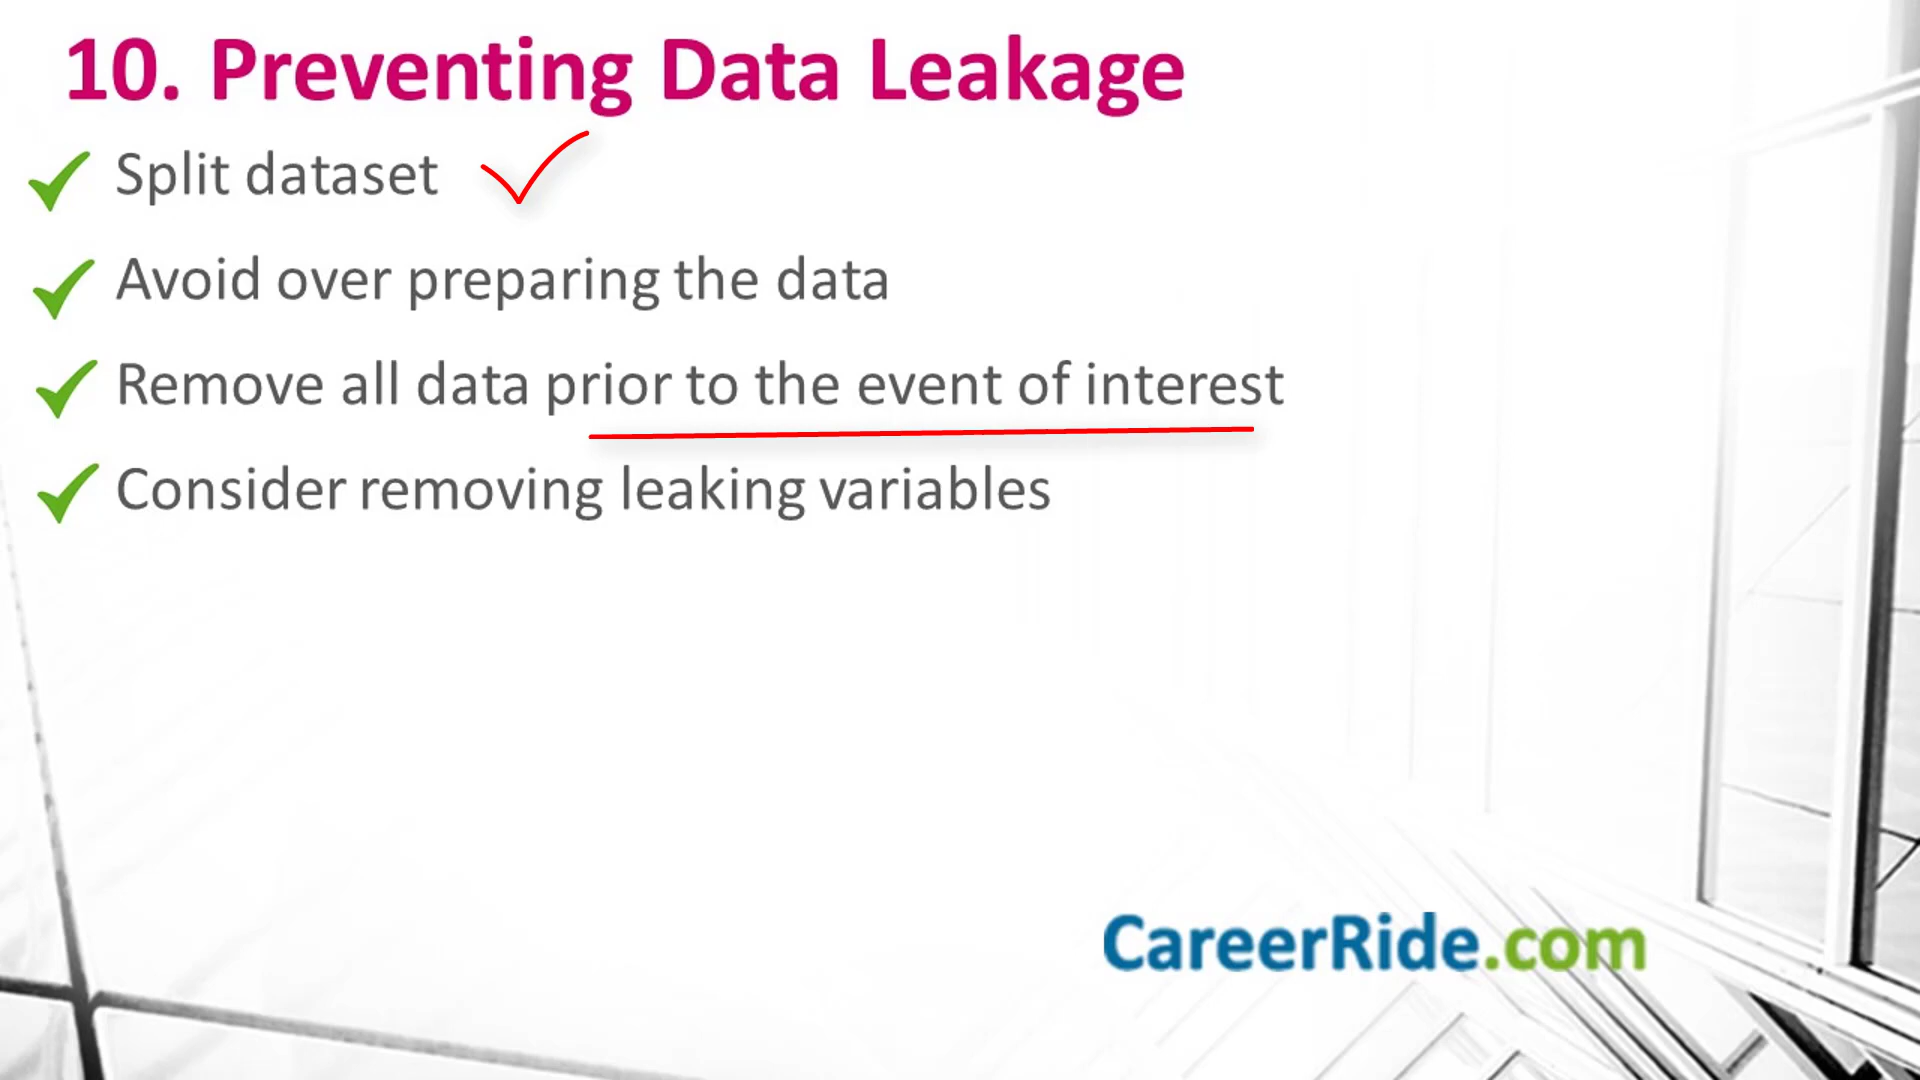 10. Preventing Data Leakage
Split dataset
Avoid over preparing the data
Remove all data prior to the event of interest
Consider removing leaking variables
CareerRide.com